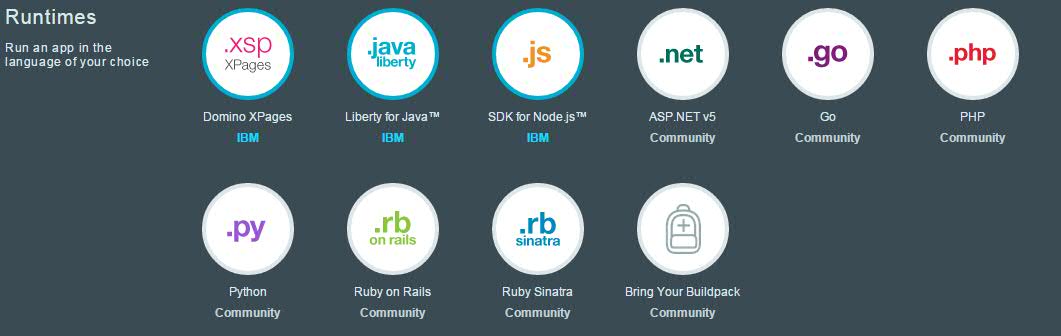 Runtimes
Run an app in the
language of your choice
.xsp
XPages
Domino XPages
IBM
.java
liberty
Liberty for Java™
IBM
.js
SDK for Node.js™
IBM
.net
ASP.NET v5
Community
.go
Go
Community
.php
PHP
Community
.py
Python
Community
.rb
on rails
Ruby on Rails
Community
.rb
sinatra
Ruby Sinatra
Community
Bring Your Buildpack
Community